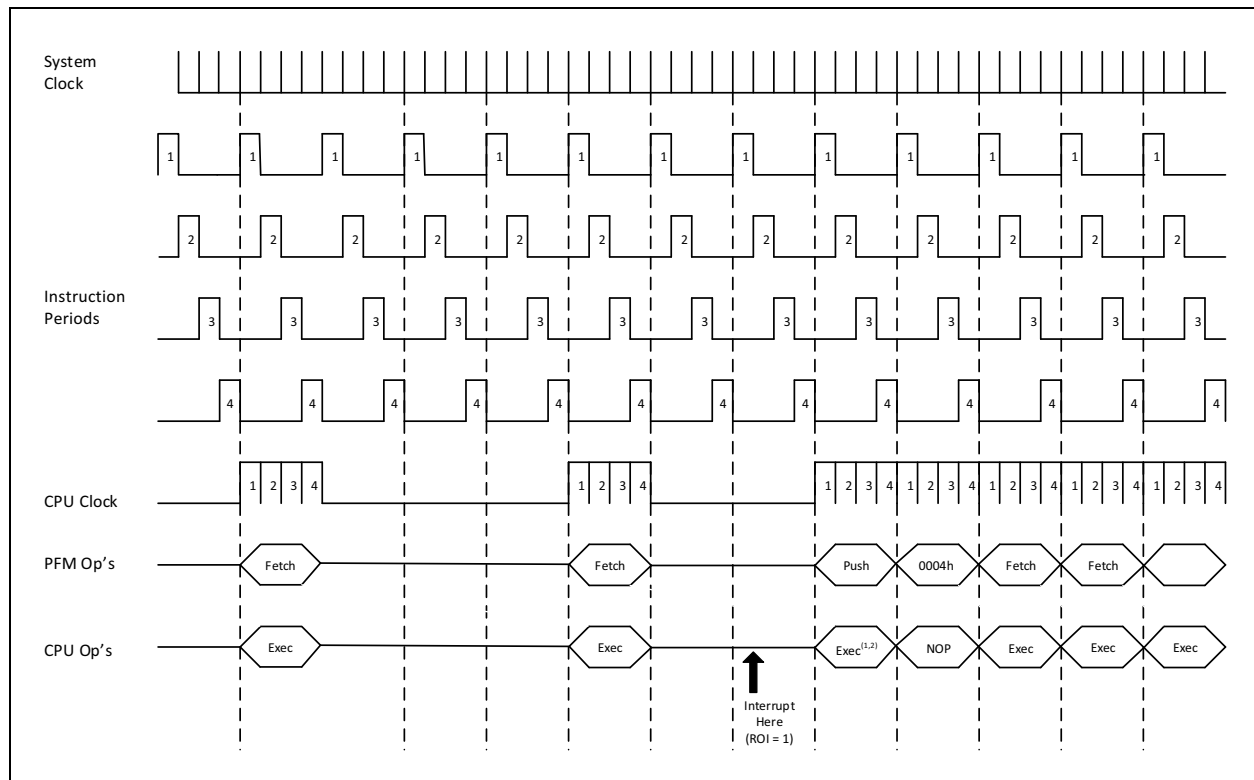 System
Clock
1 1 1 1 1 1 1 1 1 1 1 1 1
2 2 2 2 2 2 2 2 2 2 2 2 2
Instruction
Periods
3 3 3 3 3 3 3 3 3 3 3 3 3
4 4 4 4 4 4 4 4 4 4 4 4 4
CPU Clock 1 2 3 4 1 2 3 4 1 2 3 4 1 2 3 4 1 2 3 4 1 2 3 4 1 2 3 4
PFM Op’s Fetch Fetch Push 0004h Fetch Fetch
CPU Op’s Exec Exec Exec(1,2) NOP Exec Exec Exec
Interrupt
Here
(ROI = 1)